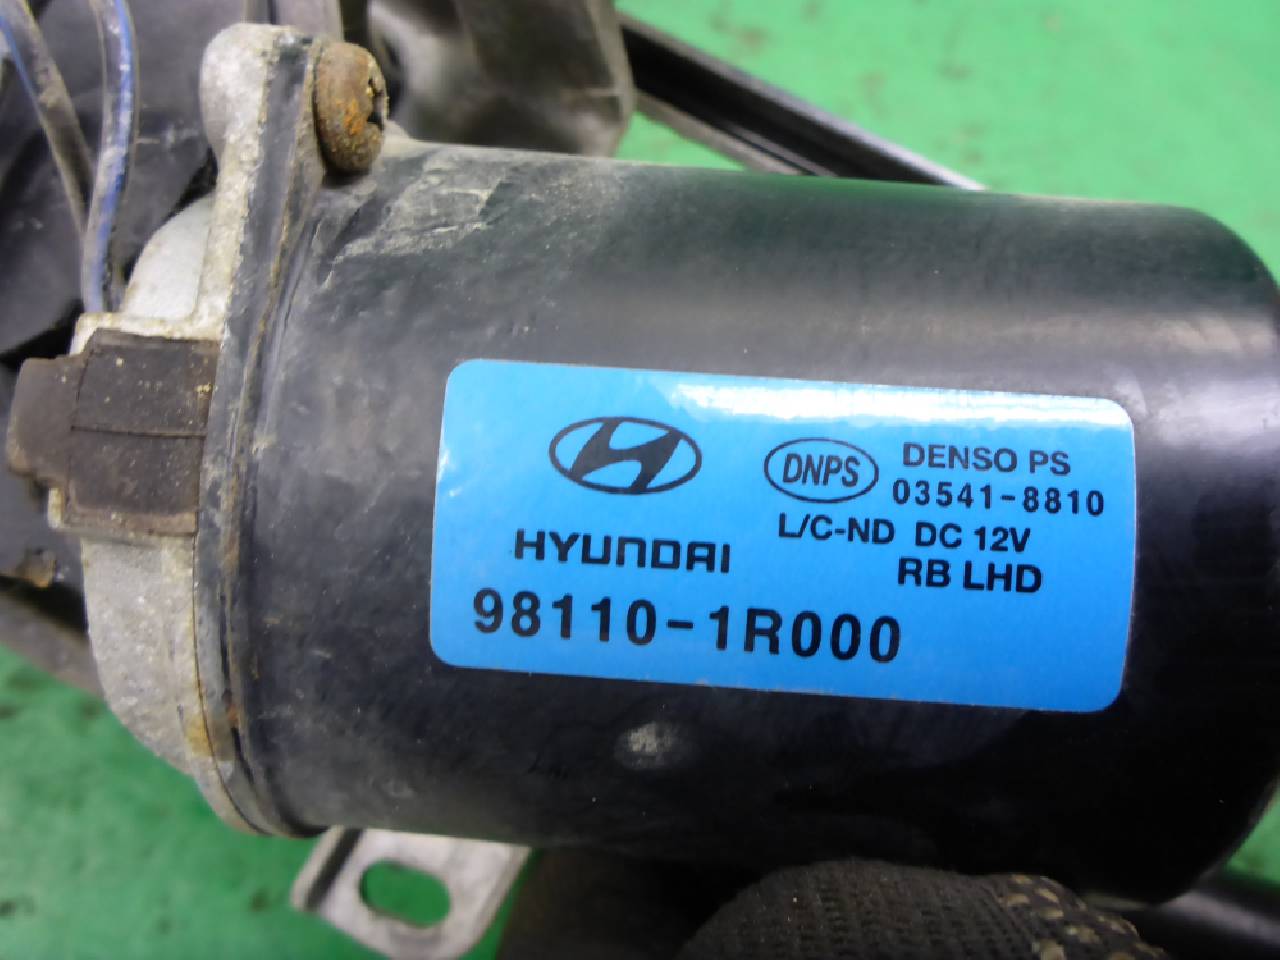 HYUNDAI
98110-1R000
DNPS
DENSO PS
03541-8810
L/C-ND DC 12V
RB LHD